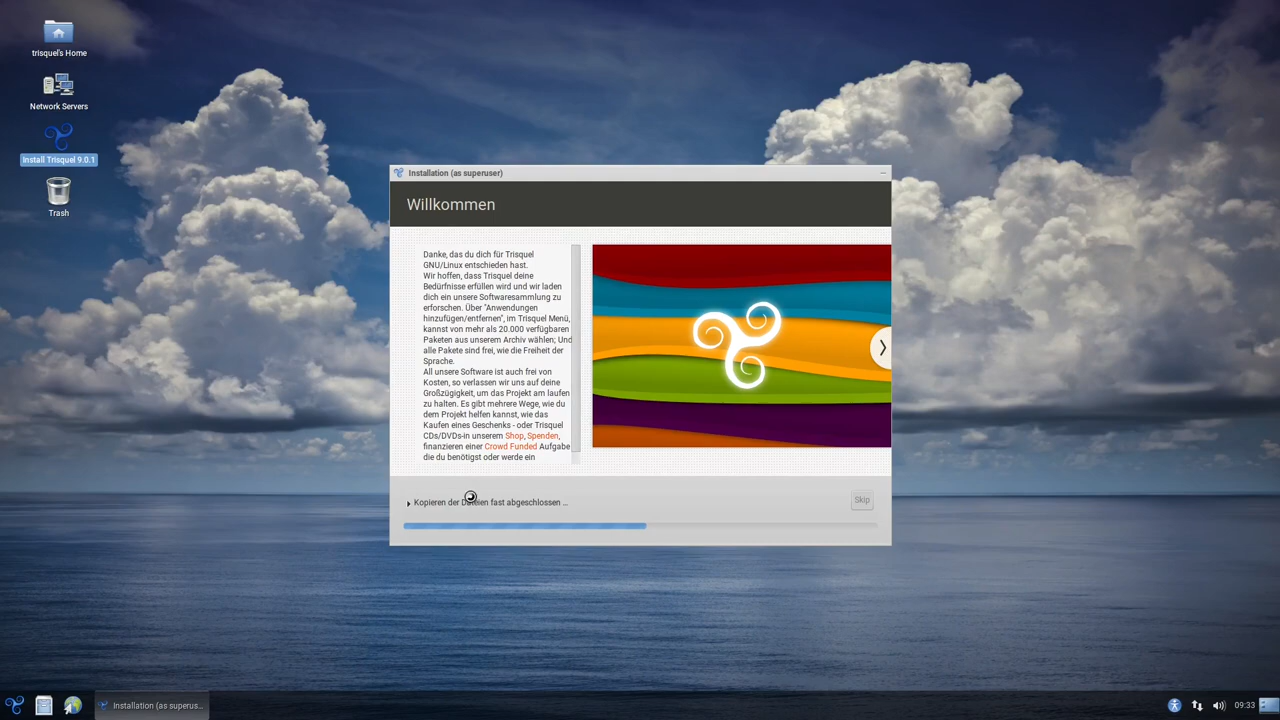 trisquel's Home
Network Servers
Install Trisquel 9.0.1
Trash
Installation (as superuser)
Willkommen
Danke, das du dich für Trisquel
GNU/Linux entschieden hast.
Wir hoffen, dass Trisquel deine
Bedürfnisse erfüllen wird und wir laden
dich ein unsere Softwaresammlung zu
erforschen. Über "Anwendungen
hinzufügen/entfernen", im Trisquel Menü,
kannst von mehr als 20.000 verfügbaren
Paketen aus unserem Archiv wählen; Und
alle Pakete sind frei, wie die Freiheit der
Sprache.
All unsere Software ist auch frei von
Kosten, so verlassen wir uns auf deine
Großzügigkeit, um das Projekt am laufen
zu halten. Es gibt mehrere Wege, wie du
dem Projekt helfen kannst, wie das
Kaufen eines Geschenks - oder Trisquel
CDs/DVDs-in unserem Shop, Spenden,
finanzieren einer Crowd Funded Aufgabe
die du benötigst oder werde ein
Kopieren der Dateien fast abgeschlossen ...
Skip
Installation (as superus...
09:33